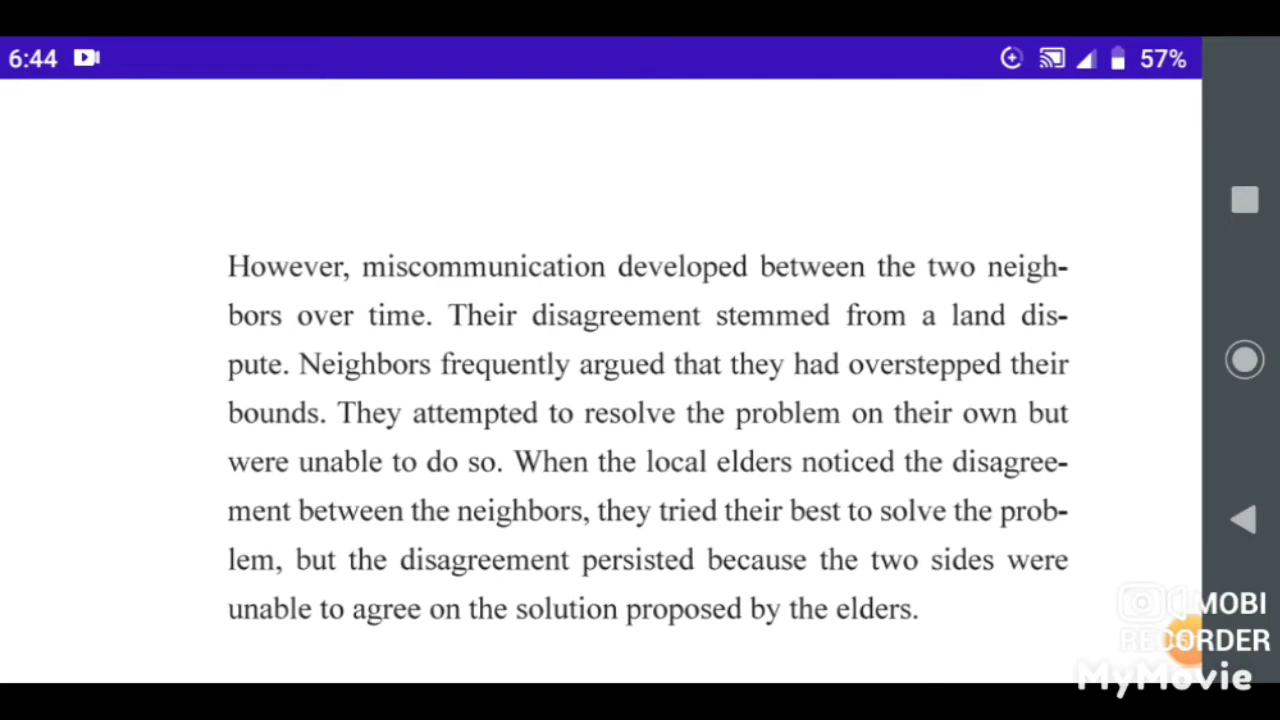 6:44 57%
However, miscommunication developed between the two neigh-
bors over time. Their disagreement stemmed from a land dis-
pute. Neighbors frequently argued that they had overstepped their
bounds. They attempted to resolve the problem on their own but
were unable to do so. When the local elders noticed the disagree-
ment between the neighbors, they tried their best to solve the prob-
lem, but the disagreement persisted because the two sides were
unable to agree on the solution proposed by the elders.
MOBI
RECORDER
MyMovie